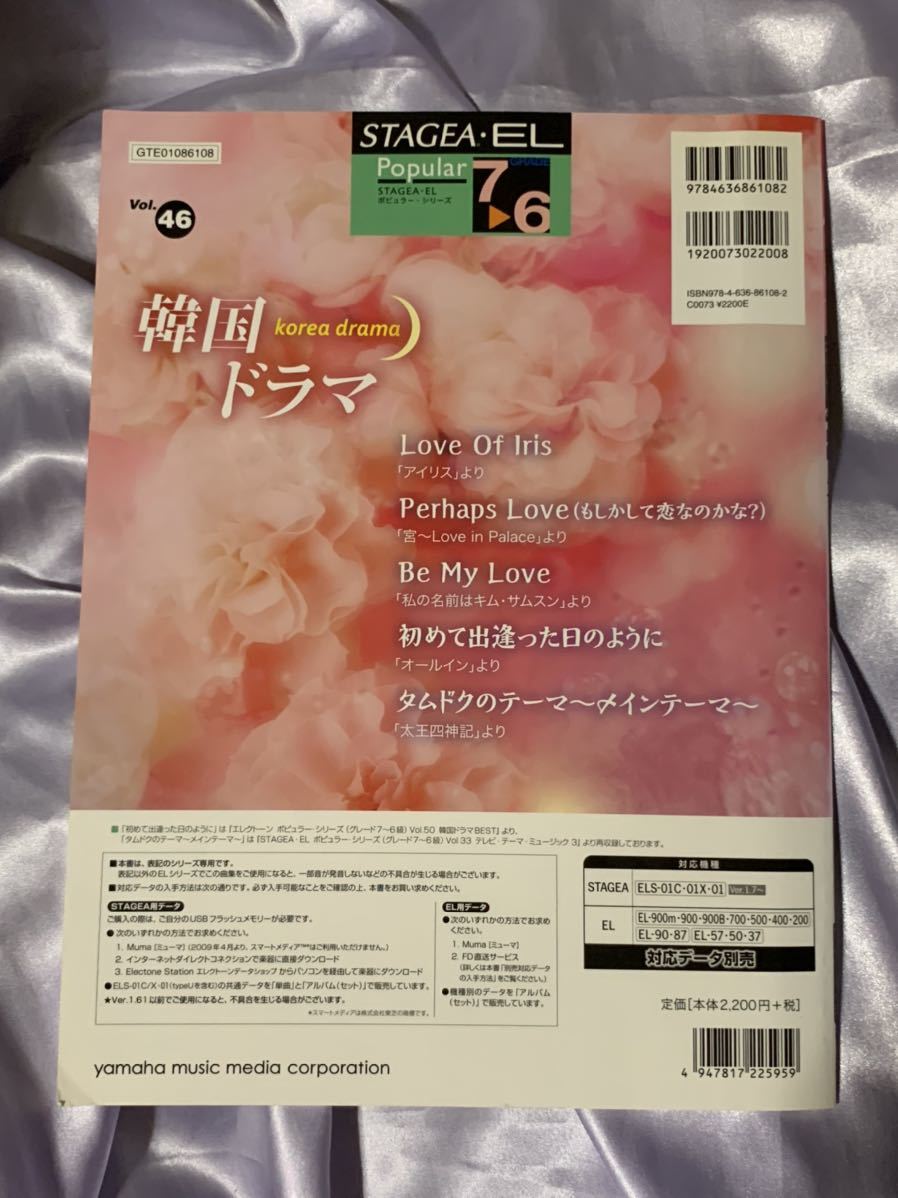 GTE01086108
STAGEA・EL
Popular
STAGEA・EL
ポピュラー・シリーズ
GRADE
7▶6
Vol.
46
9784636861082
1920073022008
ISBN978-4-636-86108-2
C0073 ¥2200E
韓国
korea drama
ドラマ
Love Of Iris
「アイリス」より
Perhaps Love(もしかして恋なのかな?)
「宮～Love in Palace」より
Be My Love
「私の名前はキム・サムスン」より
初めて出逢った日のように
「オールイン」より
タムドクのテーマ～メインテーマ～
「太王四神記」より
■「初めて出逢った日のように」は「エレクトーン ポピュラー・シリーズ(グレード7～6級) Vol.50 韓国ドラマBEST」より、
「タムドクのテーマ～メインテーマ～」は「STAGEA・EL ポピュラー・シリーズ(グレード7～6級) Vol 33 テレビ・テーマ・ミュージック 3」より再収録しております。
■本書は、表記のシリーズ専用です。
表記以外のELシリーズでこの曲集をご使用になると、一部音が発音しないなどの不具合が生じる場合がございます。
■対応データの入手方法は次の通りです。必ず入手可能なことをご確認の上、本書をお買い求めください。
STAGEA用データ
ご購入の際は、ご自分のUSBフラッシュメモリーが必要です。
●次のいずれかの方法でお求めください。
1. Muma[ミューマ](2009年4月より、スマートメディア™はご利用いただけません。)
2. インターネットダイレクトコネクションで楽器に直接ダウンロード
3. Electone Station エレクトーンデータショップからパソコンを経由して楽器にダウンロード
●ELS-01C/X・01(typeUを含む)の共通データを「単曲」と「アルバム(セット)」で販売しています。
★Ver.1.61以前でご使用になると、不具合を生じる場合がございます。
*スマートメディアは株式会社東芝の商標です。
EL用データ
●次のいずれかの方法でお求めください。
1. Muma[ミューマ]
2. FD直送サービス
(詳しくは本書「別売対応データの入手方法」をご覧ください。)
●機種別のデータを「アルバム(セット)」で販売しています。
対応機種
STAGEA ELS-01C・01X・01 Ver.1.7～
EL EL-900m・900・900B・700・500・400・200
EL-90・87 EL-57・50・37
対応データ別売
定価[本体2,200円+税]
4 947817 225959
yamaha music media corporation